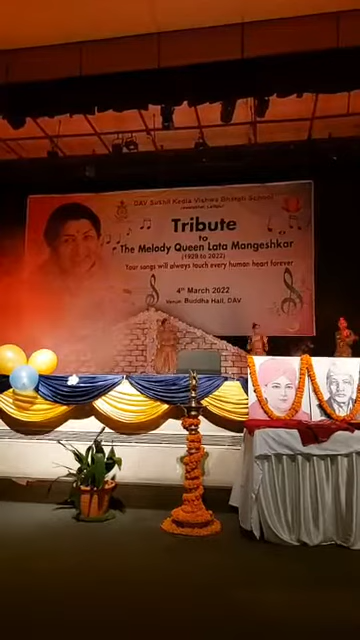 DAV Sushil Kedia Vishwa Bharati School
Tribute
to
The Melody Queen Lata Mangeshkar
(1929-2022)
"Your songs will always touch every human heart forever"
4th March, 2022
Venue: Buddha Hall, DAV